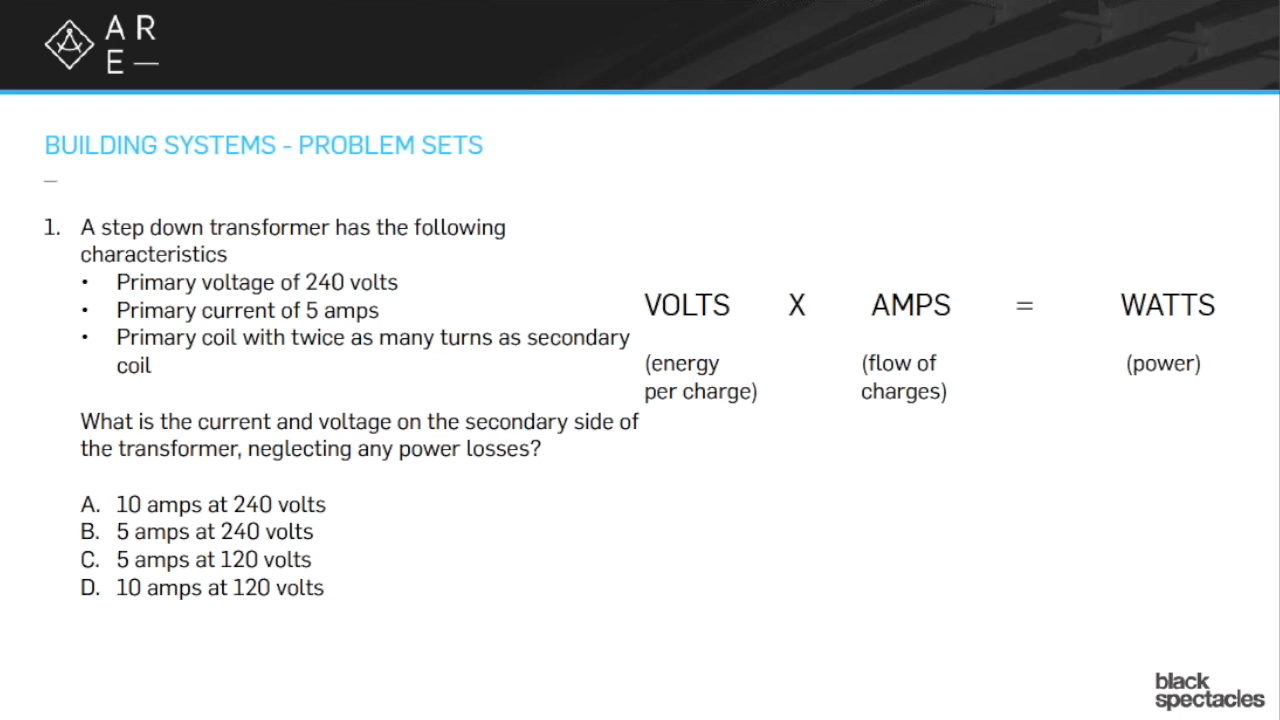 A R
E —
BUILDING SYSTEMS - PROBLEM SETS
—
1. A step down transformer has the following
characteristics
• Primary voltage of 240 volts
• Primary current of 5 amps
• Primary coil with twice as many turns as secondary
coil
What is the current and voltage on the secondary side of
the transformer, neglecting any power losses?
A. 10 amps at 240 volts
B. 5 amps at 240 volts
C. 5 amps at 120 volts
D. 10 amps at 120 volts
VOLTS X AMPS = WATTS
(energy (flow of (power)
per charge) charges)
black
spectacles